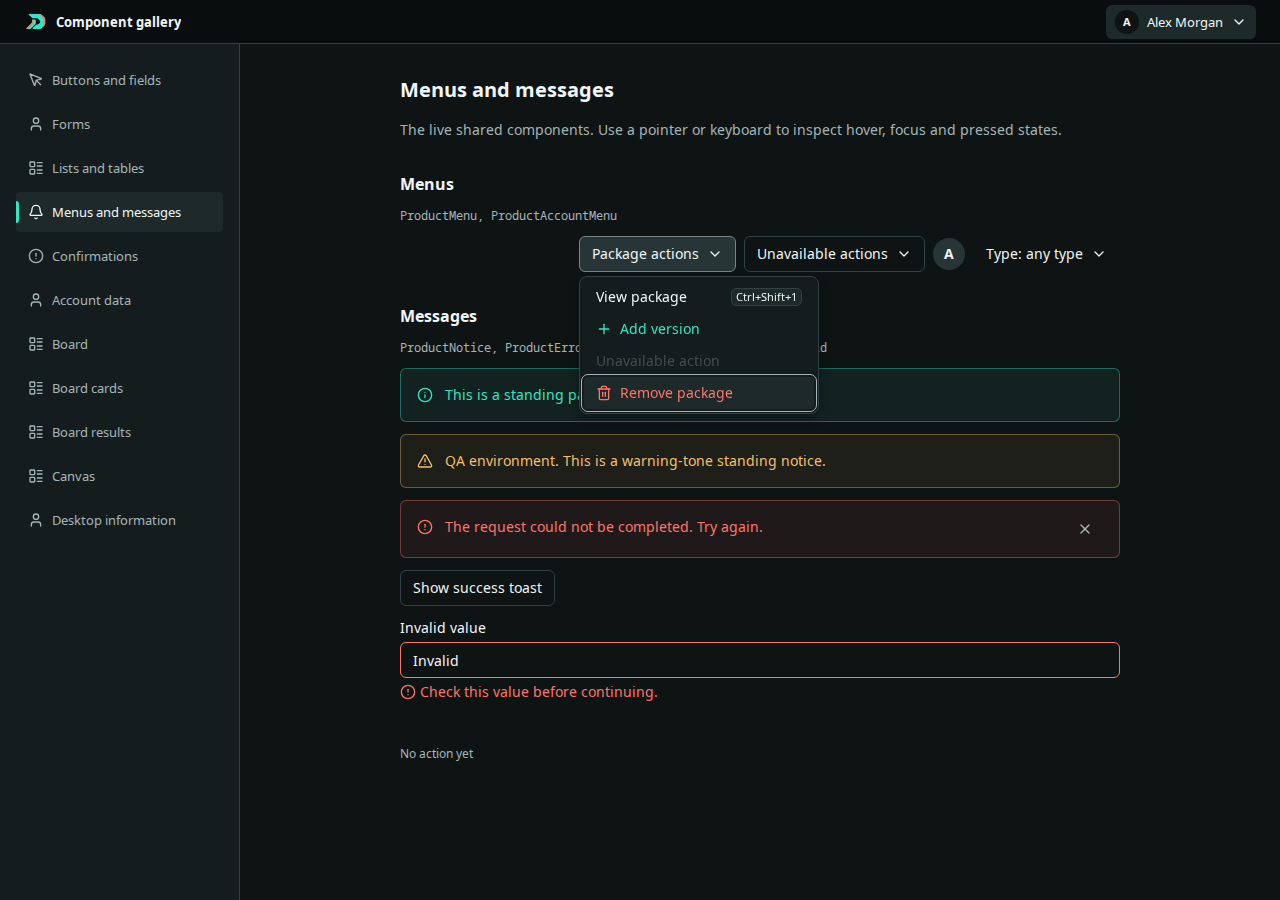 Component gallery
A Alex Morgan
Buttons and fields
Forms
Lists and tables
Menus and messages
Confirmations
Account data
Board
Board cards
Board results
Canvas
Desktop information
Menus and messages
The live shared components. Use a pointer or keyboard to inspect hover, focus and pressed states.
Menus
ProductMenu, ProductAccountMenu
Package actions Unavailable actions A Type: any type
View package Ctrl+Shift+1
Add version
Unavailable action
Remove package
Messages
ProductNotice,
This is a standing
QA environment. This is a warning-tone standing notice.
The request could not be completed. Try again.
Show success toast
Invalid value
Invalid
Check this value before continuing.
No action yet